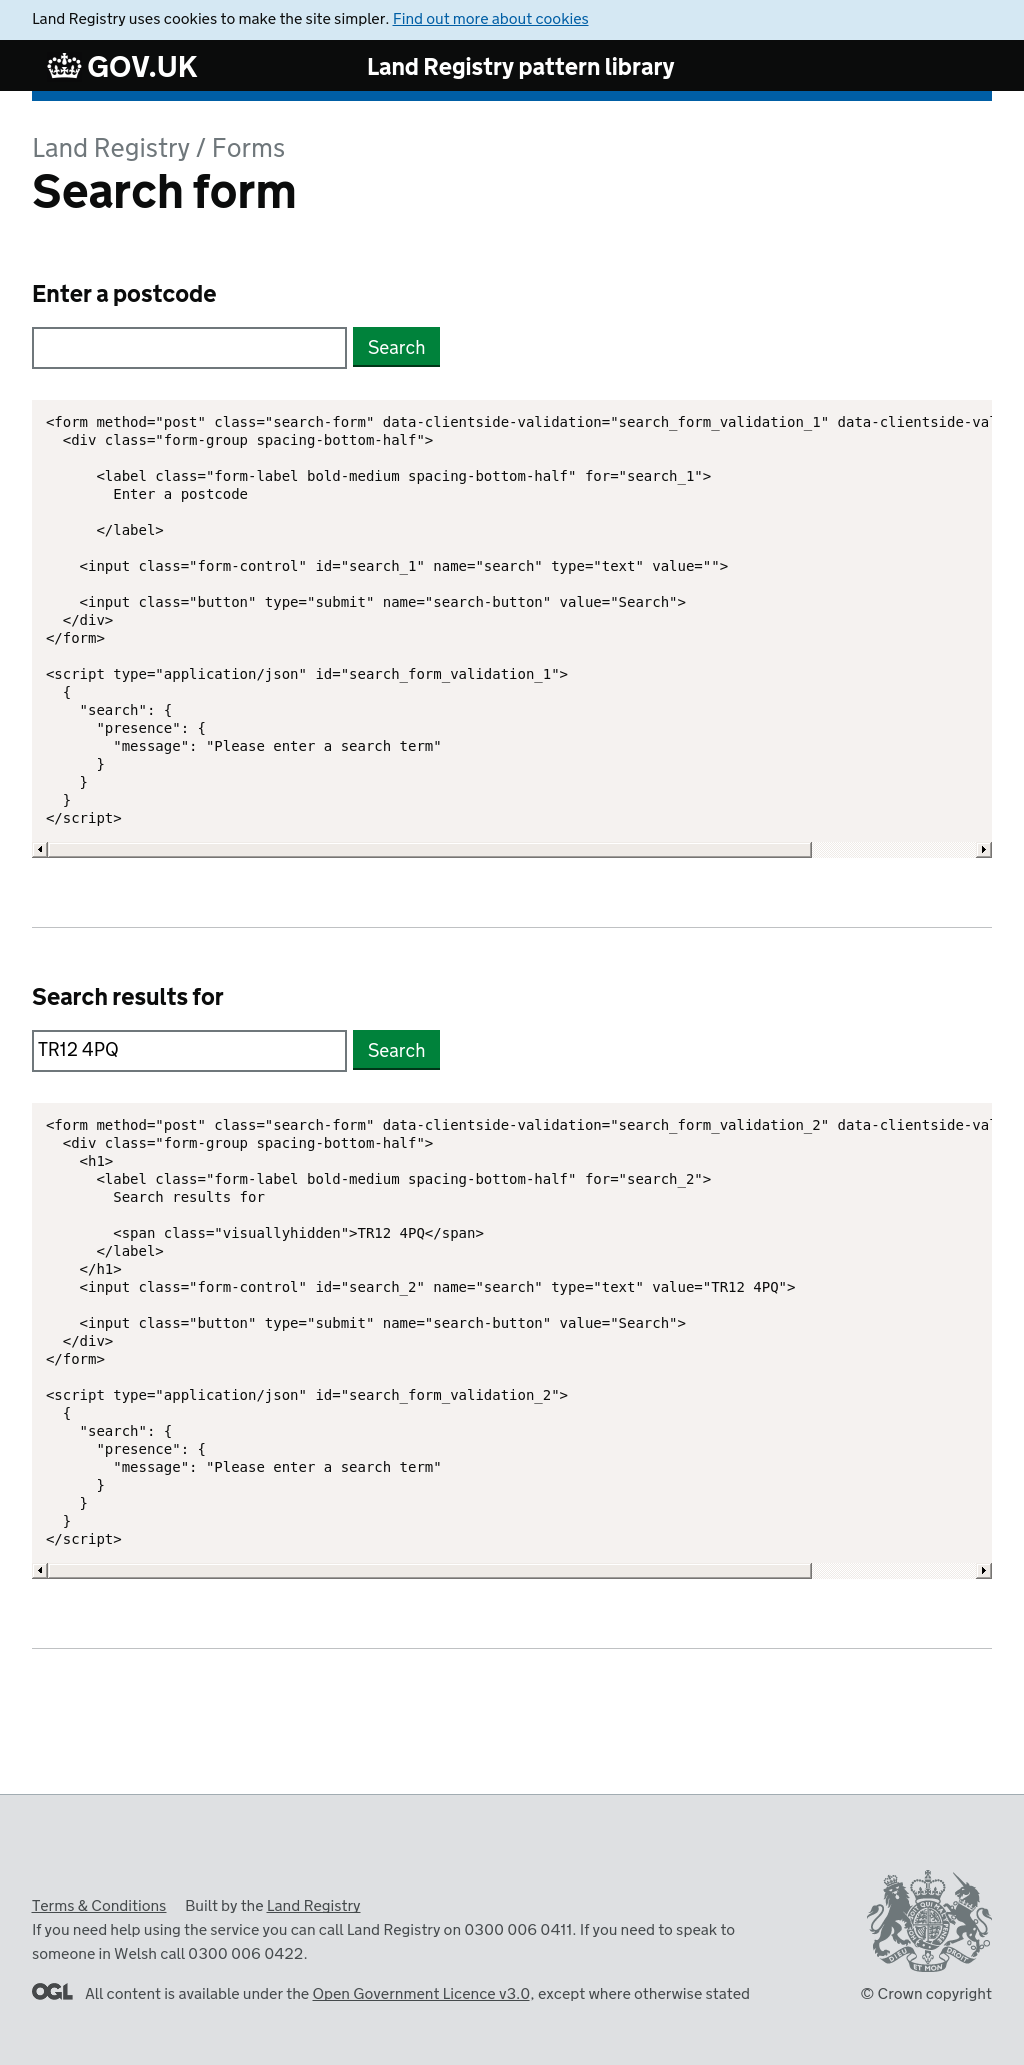 Land Registry uses cookies to make the site simpler. Find out more about cookies
GOV.UK
Land Registry pattern library
Land Registry / Forms
Search form
Enter a postcode
Search
<form method="post" class="search-form" data-clientside-validation="search_form_validation_1" data-clientside-val
  <div class="form-group spacing-bottom-half">
      <label class="form-label bold-medium spacing-bottom-half" for="search_1">
        Enter a postcode
      </label>
    <input class="form-control" id="search_1" name="search" type="text" value="">
    <input class="button" type="submit" name="search-button" value="Search">
  </div>
</form>
<script type="application/json" id="search_form_validation_1">
  {
    "search": {
      "presence": {
        "message": "Please enter a search term"
      }
    }
  }
</script>
Search results for
TR12 4PQ
Search
<form method="post" class="search-form" data-clientside-validation="search_form_validation_2" data-clientside-val
  <div class="form-group spacing-bottom-half">
    <h1>
      <label class="form-label bold-medium spacing-bottom-half" for="search_2">
        Search results for
        <span class="visuallyhidden">TR12 4PQ</span>
      </label>
    </h1>
    <input class="form-control" id="search_2" name="search" type="text" value="TR12 4PQ">
    <input class="button" type="submit" name="search-button" value="Search">
  </div>
</form>
<script type="application/json" id="search_form_validation_2">
  {
    "search": {
      "presence": {
        "message": "Please enter a search term"
      }
    }
  }
</script>
Terms & Conditions Built by the Land Registry
If you need help using the service you can call Land Registry on 0300 006 0411. If you need to speak to
someone in Welsh call 0300 006 0422.
OGL All content is available under the Open Government Licence v3.0, except where otherwise stated
DIEU ET MON DROIT
© Crown copyright